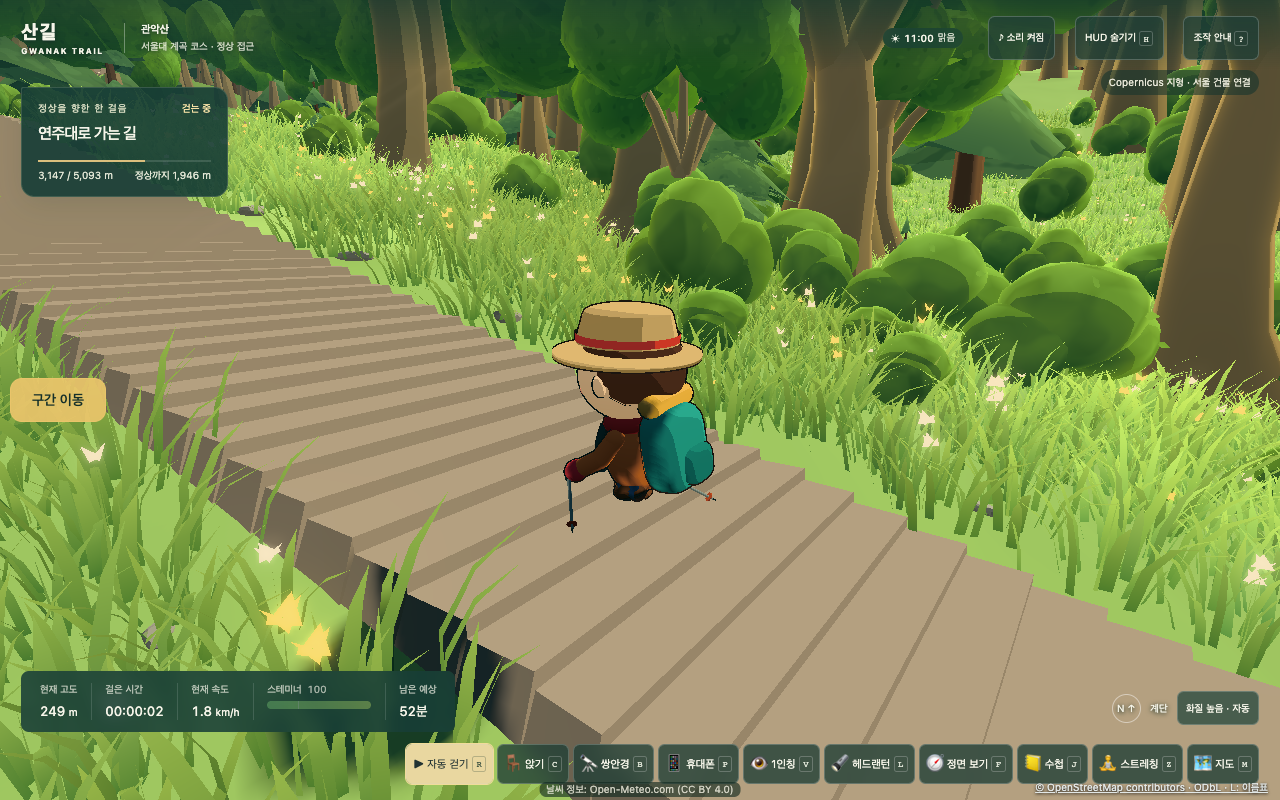 산길
GWANAK TRAIL
관악산
서울대 계곡 코스 · 정상 접근
☀ 11:00 맑음
♪ 소리 켜짐
HUD 숨기기 H
조작 안내 ?
Copernicus 지형 · 서울 건물 연결
정상을 향한 한 걸음
걷는 중
연주대로 가는 길
3,147 / 5,093 m
정상까지 1,946 m
구간 이동
현재 고도
249 m
걸은 시간
00:00:02
현재 속도
1.8 km/h
스태미너 100
남은 예상
52분
N ↑
계단
화질 높음 · 자동
▶ 자동 걷기 R
앉기 C
쌍안경 B
휴대폰 P
1인칭 V
헤드랜턴 L
정면 보기 F
수첩 J
스트레칭 Z
지도 M
날씨 정보: Open-Meteo.com (CC BY 4.0)
© OpenStreetMap contributors · ODbL · L: 이름표